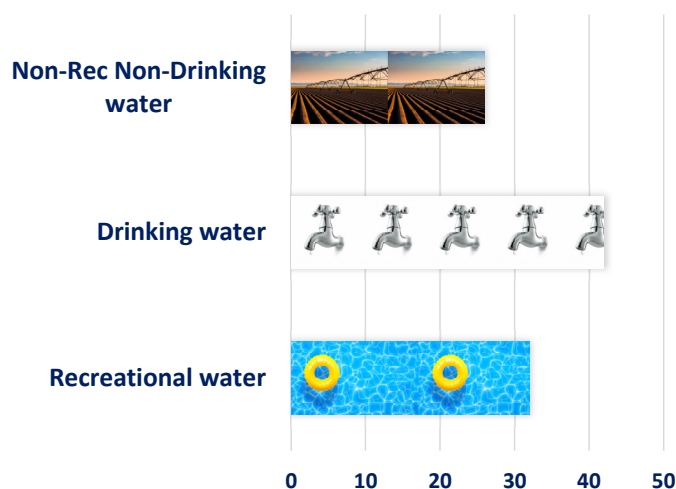 Non-Rec Non-Drinking
water
Drinking water
Recreational water
0 10 20 30 40 50